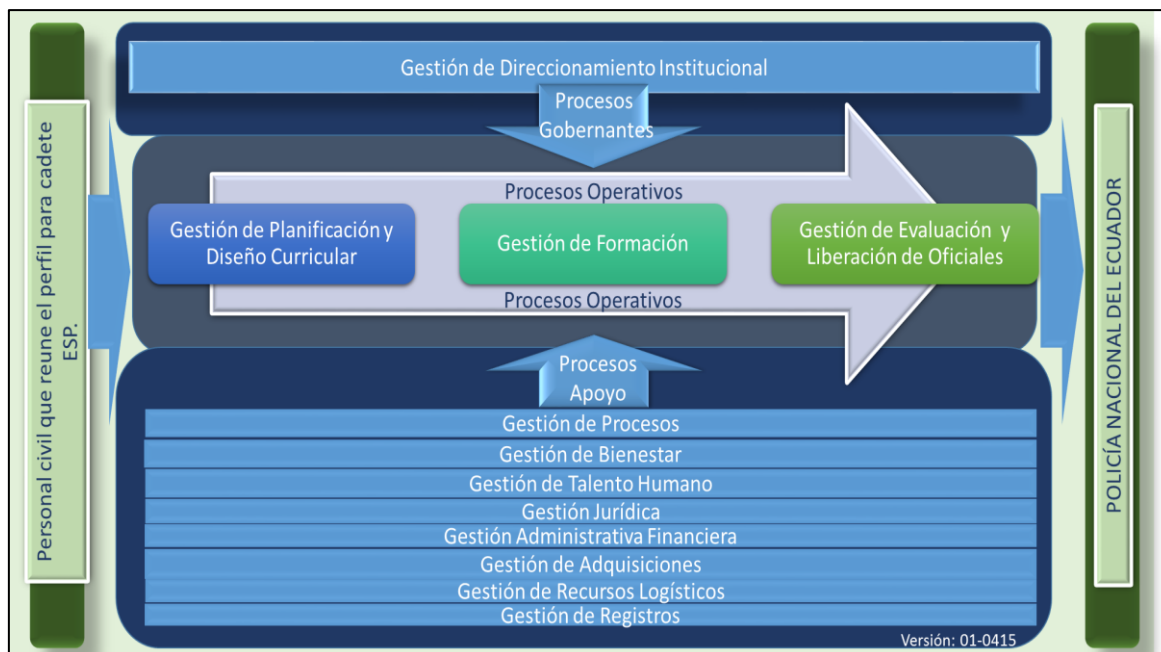 Personal civil que reune el perfil para cadete
ESP.
Gestión de Direccionamiento Institucional
Procesos
Gobernantes
Procesos Operativos
Gestión de Planificación y
Diseño Curricular
Gestión de Formación
Gestión de Evaluación y
Liberación de Oficiales
Procesos Operativos
Procesos
Apoyo
Gestión de Procesos
Gestión de Bienestar
Gestión de Talento Humano
Gestión Jurídica
Gestión Administrativa Financiera
Gestión de Adquisiciones
Gestión de Recursos Logísticos
Gestión de Registros
Versión: 01-0415
POLICÍA NACIONAL DEL ECUADOR